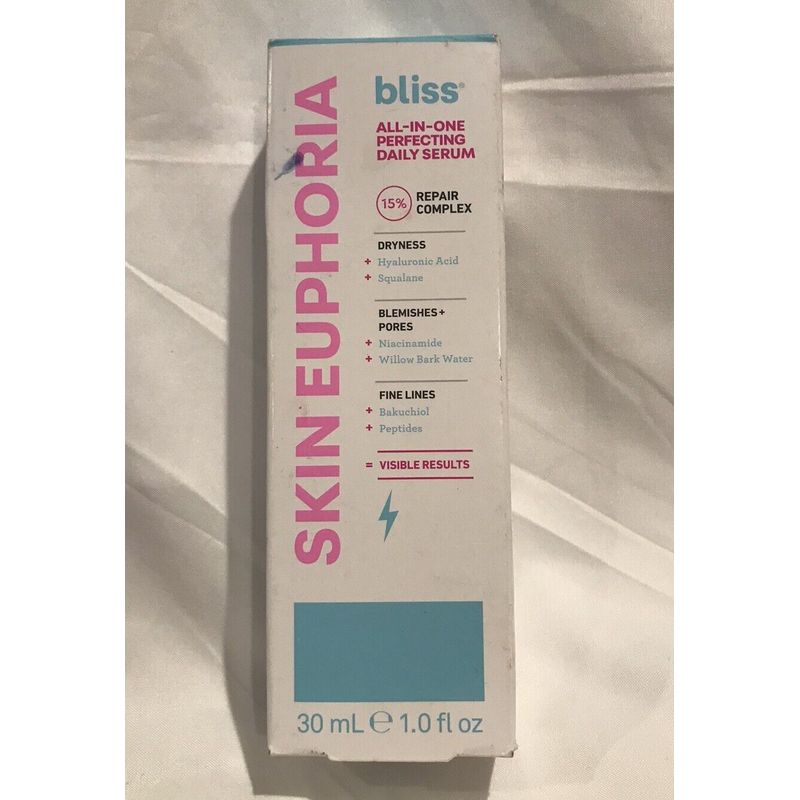 SKIN EUPHORIA
bliss®
ALL-IN-ONE
PERFECTING
DAILY SERUM
15% REPAIR
COMPLEX
DRYNESS
+ Hyaluronic Acid
+ Squalane
BLEMISHES +
PORES
+ Niacinamide
+ Willow Bark Water
FINE LINES
+ Bakuchiol
+ Peptides
= VISIBLE RESULTS
30 mL ℮ 1.0 fl oz